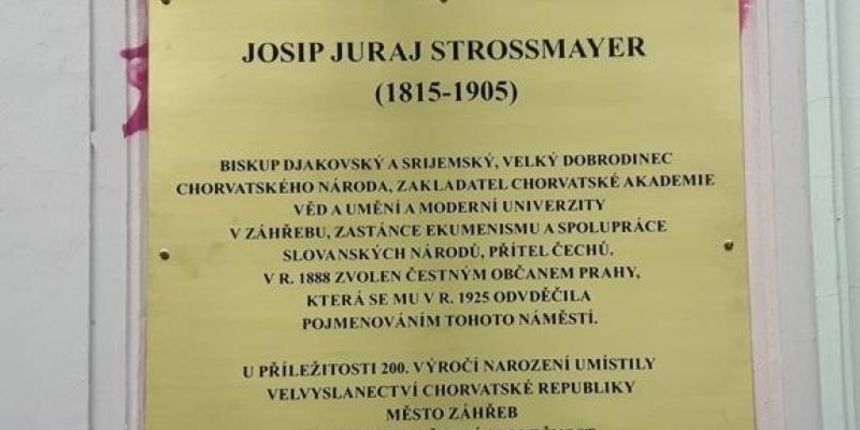 JOSIP JURAJ STROSSMAYER
(1815-1905)
BISKUP DJAKOVSKÝ A SRIJEMSKÝ, VELKÝ DOBRODINEC
CHORVATSKÉHO NÁRODA, ZAKLADATEL CHORVATSKÉ AKADEMIE
VĚD A UMĚNÍ A MODERNÍ UNIVERZITY
V ZÁHŘEBU, ZASTÁNCE EKUMENISMU A SPOLUPRÁCE
SLOVANSKÝCH NÁRODŮ, PŘÍTEL ČECHŮ.
V R. 1888 ZVOLEN ČESTNÝM OBČANEM PRAHY,
KTERÁ SE MU V R. 1925 ODVDĚČILA
POJMENOVÁNÍM TOHOTO NÁMĚSTÍ.
U PŘÍLEŽITOSTI 200. VÝROČÍ NAROZENÍ UMÍSTILY
VELVYSLANECTVÍ CHORVATSKÉ REPUBLIKY
MĚSTO ZÁHŘEB